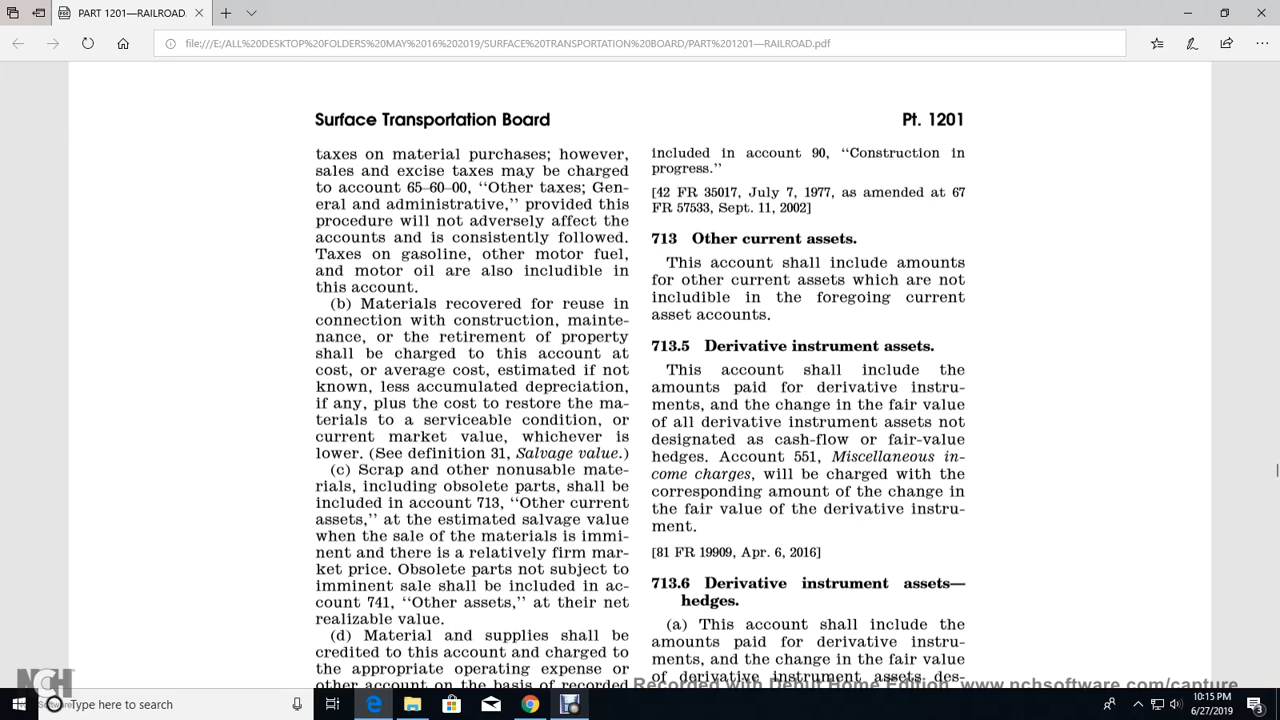 PART 1201—RAILROAD
file:///E:/ALL%20DESKTOP%20FOLDERS%20MAY%2016%202019/SURFACE%20TRANSPORTATION%20BOARD/PART%201201—RAILROAD.pdf
Surface Transportation Board
Pt. 1201
taxes on material purchases; however,
sales and excise taxes may be charged
to account 65–60–00, ‘‘Other taxes; Gen-
eral and administrative,’’ provided this
procedure will not adversely affect the
accounts and is consistently followed.
Taxes on gasoline, other motor fuel,
and motor oil are also includible in
this account.
(b) Materials recovered for reuse in
connection with construction, mainte-
nance, or the retirement of property
shall be charged to this account at
cost, or average cost, estimated if not
known, less accumulated depreciation,
if any, plus the cost to restore the ma-
terials to a serviceable condition, or
current market value, whichever is
lower. (See definition 31, Salvage value.)
(c) Scrap and other nonusable mate-
rials, including obsolete parts, shall be
included in account 713, ‘‘Other current
assets,’’ at the estimated salvage value
when the sale of the materials is immi-
nent and there is a relatively firm mar-
ket price. Obsolete parts not subject to
imminent sale shall be included in ac-
count 741, ‘‘Other assets,’’ at their net
realizable value.
(d) Material and supplies shall be
credited to this account and charged to
the appropriate operating expense or
other account on the basis of recorded
included in account 90, ‘‘Construction in
progress.’’
[42 FR 35017, July 7, 1977, as amended at 67
FR 57533, Sept. 11, 2002]
713 Other current assets.
This account shall include amounts
for other current assets which are not
includible in the foregoing current
asset accounts.
713.5 Derivative instrument assets.
This account shall include the
amounts paid for derivative instru-
ments, and the change in the fair value
of all derivative instrument assets not
designated as cash-flow or fair-value
hedges. Account 551, Miscellaneous in-
come charges, will be charged with the
corresponding amount of the change in
the fair value of the derivative instru-
ment.
[81 FR 19909, Apr. 6, 2016]
713.6 Derivative instrument assets—
hedges.
(a) This account shall include the
amounts paid for derivative instru-
ments, and the change in the fair value
of derivative instrument assets des-
Recorded with Debut Home Edition. www.nchsoftware.com/capture
NCH
Software
Type here to search
10:15 PM
6/27/2019